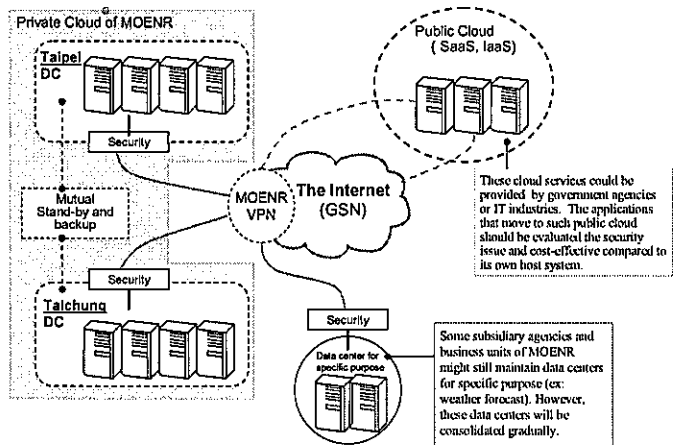 Private Cloud of MOENR
Taipei
DC
Security
Mutual
Stand-by and
backup
Security
Taichung
DC
MOENR
VPN
The Internet
(GSN)
Public Cloud
( SaaS, IaaS)
These cloud services could be
provided by government agencies
or IT industries. The applications
that move to such public cloud
should be evaluated the security
issue and cost-effective compared to
its own host system.
Security
Data center for
specific purpose
Some subsidiary agencies and
business units of MOENR
might still maintain data centers
for specific purpose (ex:
weather forecast). However,
these data centers will be
consolidated gradually.